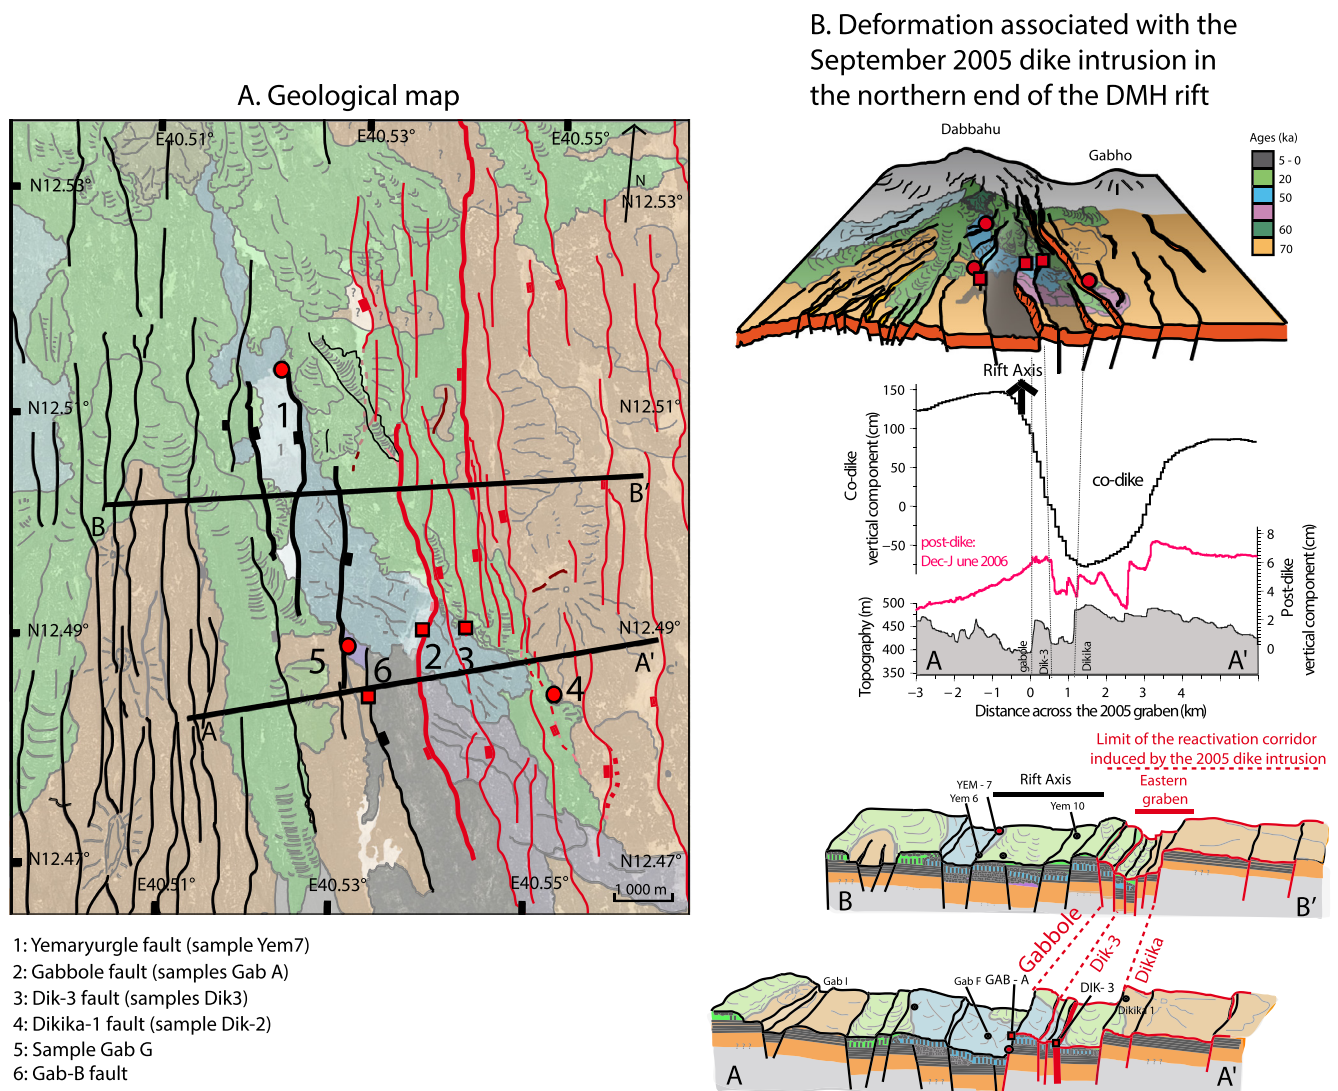 B. Deformation associated with the
September 2005 dike intrusion in
the northern end of the DMH rift
A. Geological map
E40.51°
E40.53°
E40.55°
N12.53°
N
N12.53°
N12.51°
N12.51°
1
1
B
B'
N12.49°
N12.49°
5
6
2
3
4
A
A'
N12.47°
N12.47°
E40.51°
E40.53°
E40.55°
1 000 m
1: Yemaryurgle fault (sample Yem7)
2: Gabbole fault (samples Gab A)
3: Dik-3 fault (samples Dik3)
4: Dikika-1 fault (sample Dik-2)
5: Sample Gab G
6: Gab-B fault
Dabbahu
Gabho
Ages (ka)
5 - 0
20
50
60
70
Rift Axis
Co-dike
vertical component (cm)
150
100
50
0
−50
co-dike
post-dike:
Dec-J une 2006
Post-dike
vertical component (cm)
8
6
4
2
0
Topography (m)
500
450
400
350
A
gabole
Dik-3
Dikika
A'
−3
−2
−1
0
1
2
3
4
Distance across the 2005 graben (km)
Limit of the reactivation corridor
induced by the 2005 dike intrusion
YEM - 7
Yem 6
Rift Axis
Yem 10
Eastern
graben
? ? ?
B
B'
Gabbole
Dik-3
Dikika
Gab I
Gab F
GAB - A
DIK- 3
Dikika 1
? ? ?
? ? ?
A
A'